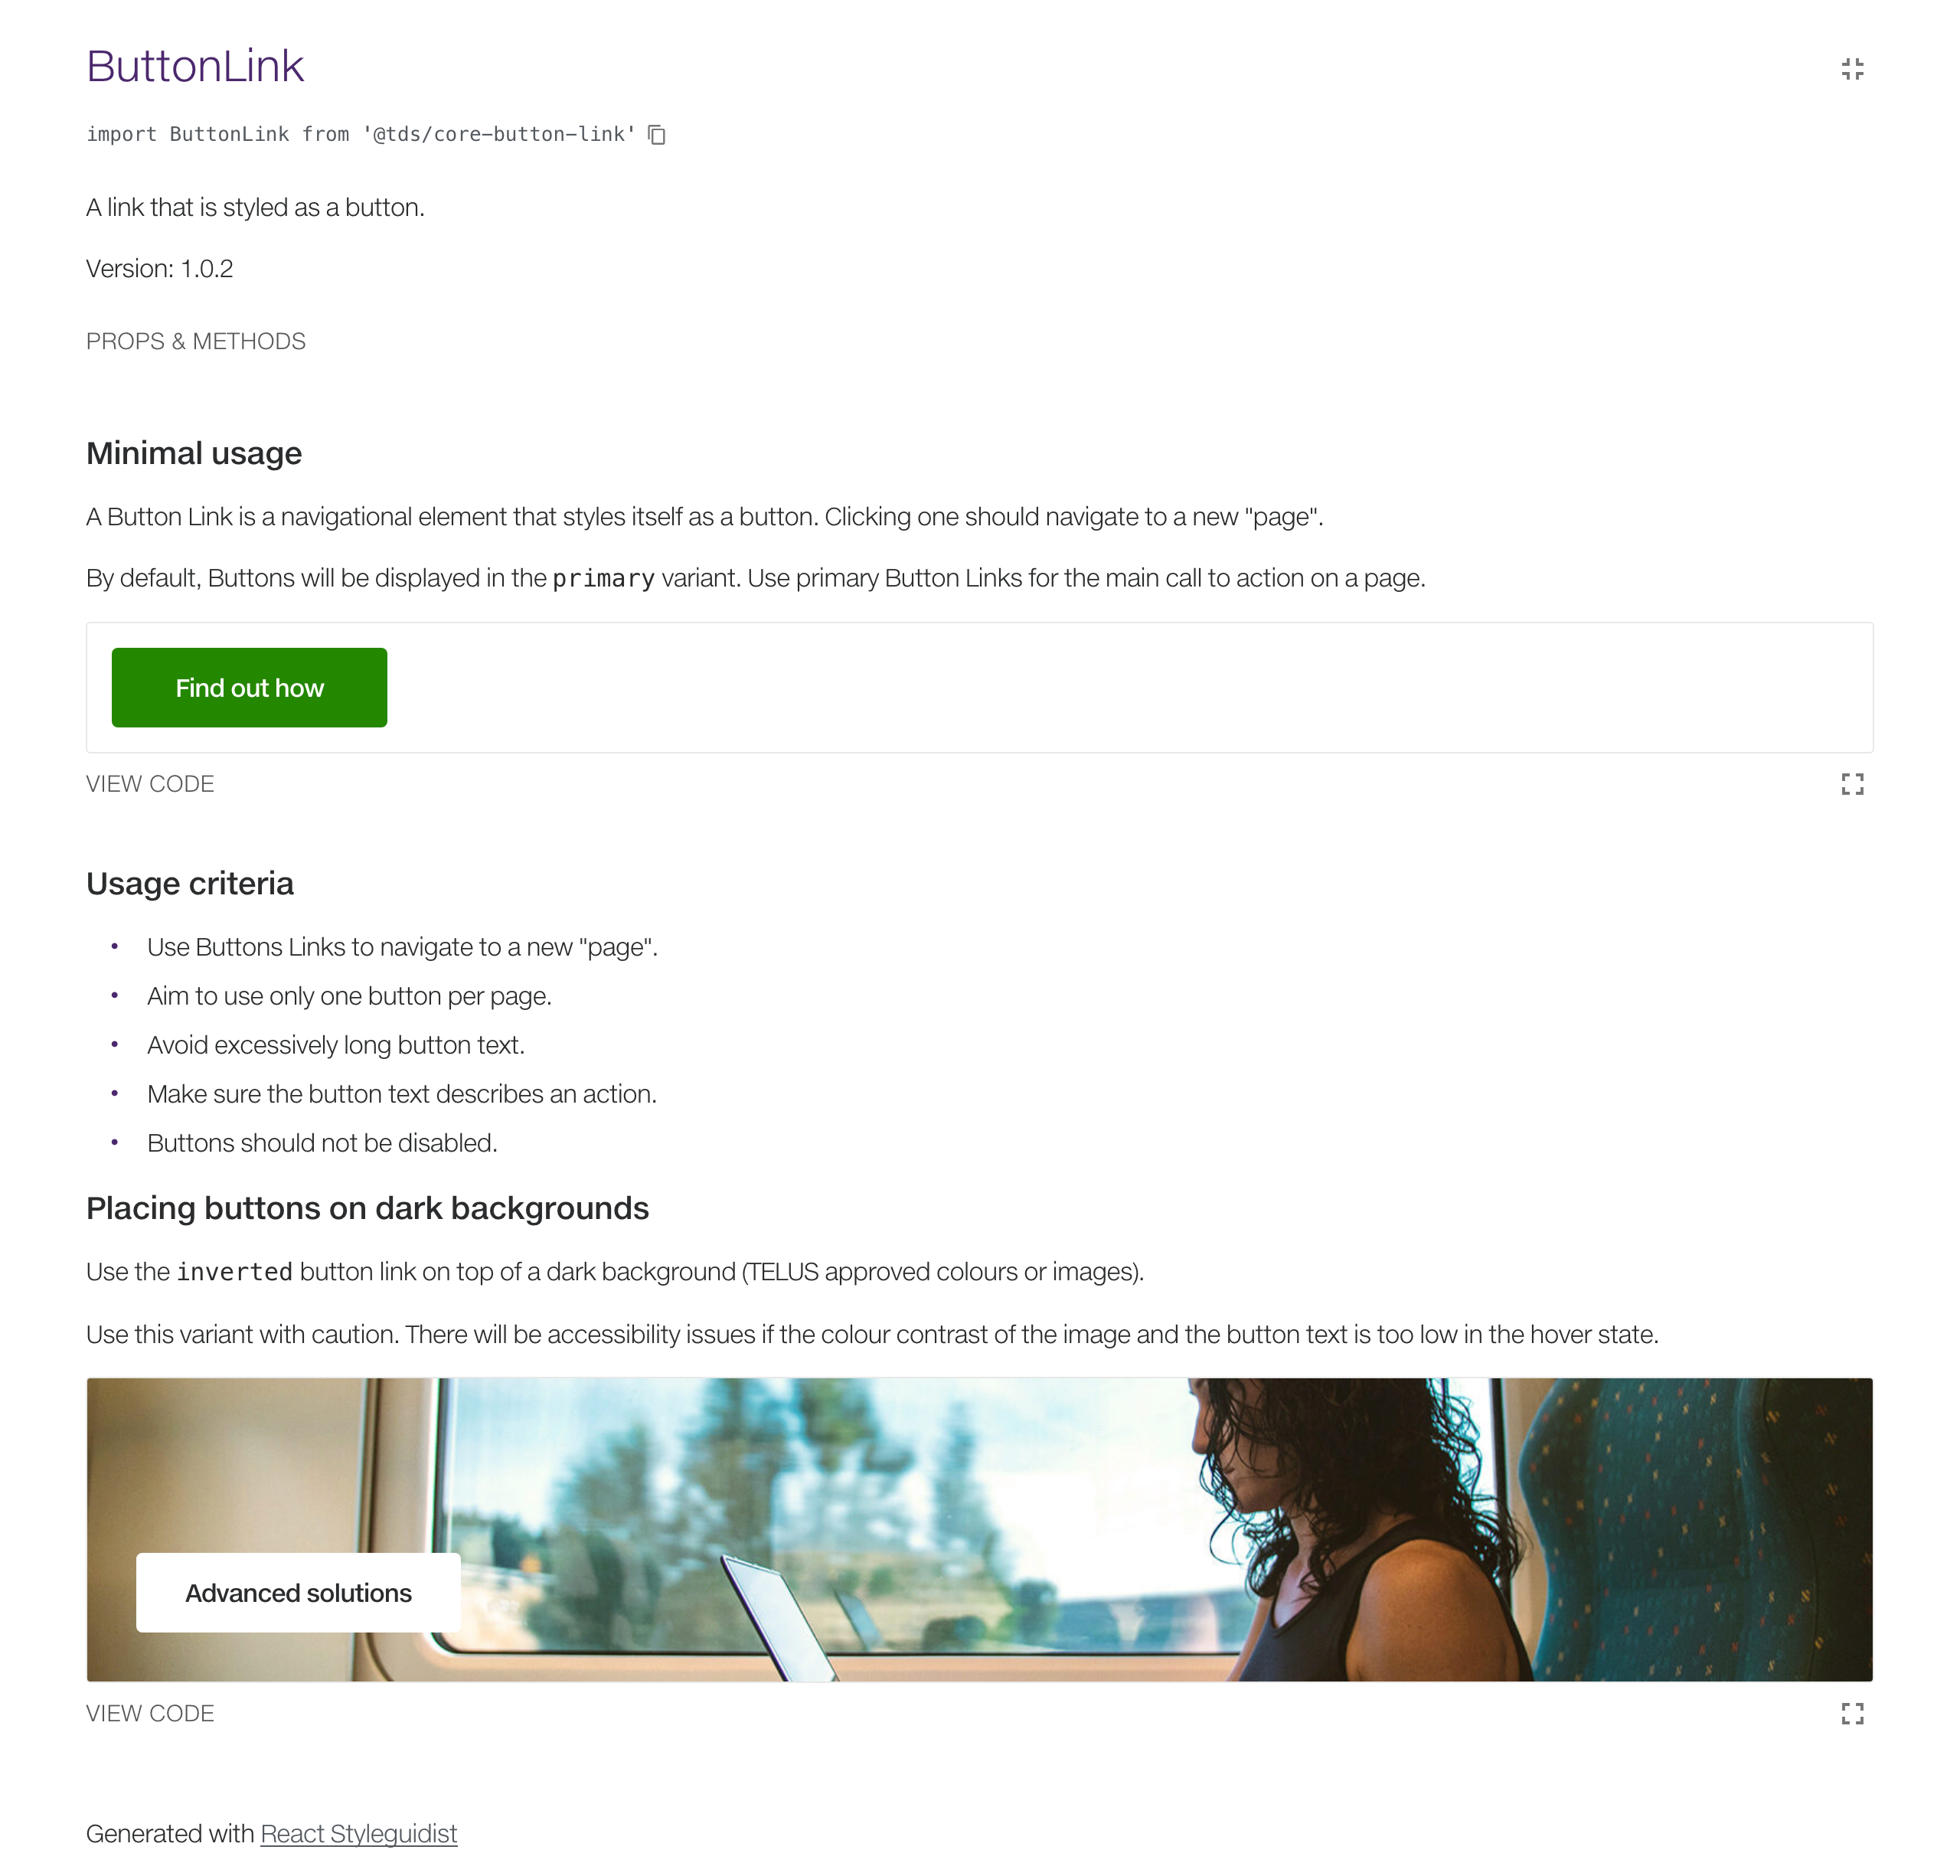 ButtonLink
import ButtonLink from '@tds/core-button-link'
A link that is styled as a button.
Version: 1.0.2
PROPS & METHODS
Minimal usage
A Button Link is a navigational element that styles itself as a button. Clicking one should navigate to a new "page".
By default, Buttons will be displayed in the primary variant. Use primary Button Links for the main call to action on a page.
Find out how
VIEW CODE
Usage criteria
• Use Buttons Links to navigate to a new "page".
• Aim to use only one button per page.
• Avoid excessively long button text.
• Make sure the button text describes an action.
• Buttons should not be disabled.
Placing buttons on dark backgrounds
Use the inverted button link on top of a dark background (TELUS approved colours or images).
Use this variant with caution. There will be accessibility issues if the colour contrast of the image and the button text is too low in the hover state.
Advanced solutions
VIEW CODE
Generated with React Styleguidist